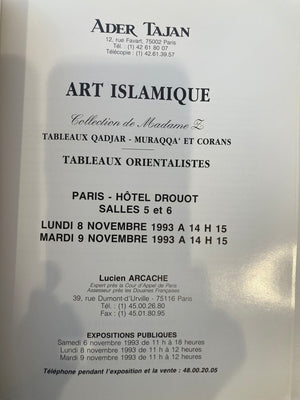 ADER TAJAN
12, rue Favart, 75002 Paris
Tél. : (1) 42 61 80 07
Télécopie : (1) 42.61.39.57
ART ISLAMIQUE
Collection de Madame Z
TABLEAUX QADJAR - MURAQQA' ET CORANS
TABLEAUX ORIENTALISTES
PARIS - HÔTEL DROUOT
SALLES 5 et 6
LUNDI 8 NOVEMBRE 1993 A 14 H 15
MARDI 9 NOVEMBRE 1993 A 14 H 15
Lucien ARCACHE
Expert près la Cour d'Appel de Paris
Assesseur près les Douanes Françaises
39, rue Dumont-d'Urville - 75116 Paris
Tél. (1) 45.00.26.80
Fax : (1) 45.01.80.95
EXPOSITIONS PUBLIQUES
Samedi 6 novembre 1993 de 11 h à 18 heures
Lundi 8 novembre 1993 de 11 h à 12 heures
Mardi 9 novembre 1993 de 11 h à 12 heures
Téléphone pendant l'exposition et la vente : 48.00.20.05